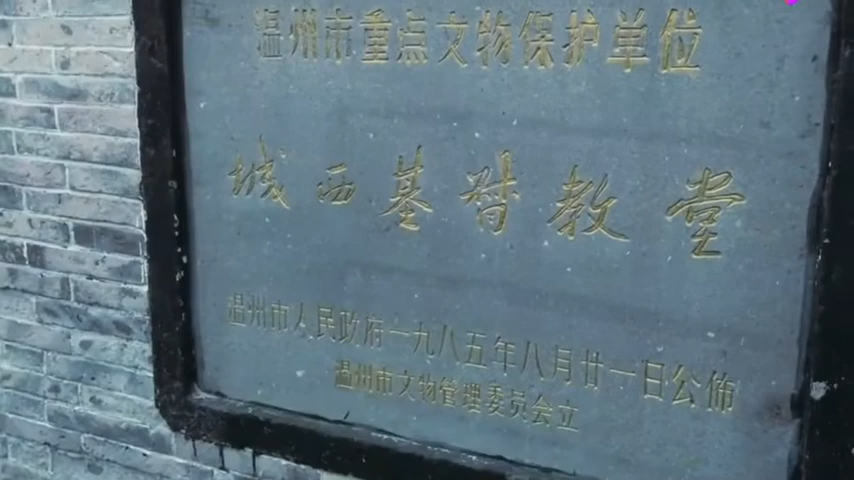 温州市重点文物保护单位
城西基督教堂
温州市人民政府一九八五年八月廿一日公佈
温州市文物管理委员会立